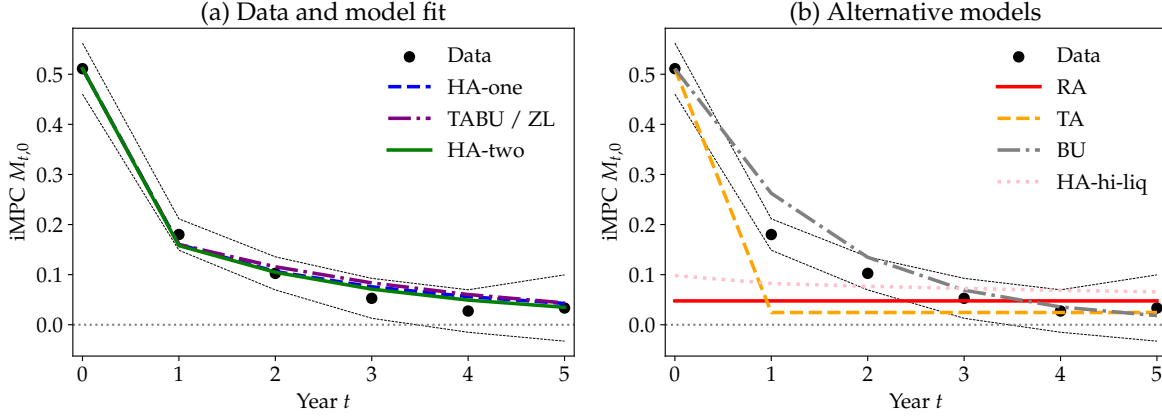 (a) Data and model fit
iMPC M_{t,0}
0.5
0.4
0.3
0.2
0.1
0.0
Data
HA-one
TABU / ZL
HA-two
0 1 2 3 4 5
Year t
(b) Alternative models
iMPC M_{t,0}
0.5
0.4
0.3
0.2
0.1
0.0
Data
RA
TA
BU
HA-hi-liq
0 1 2 3 4 5
Year t